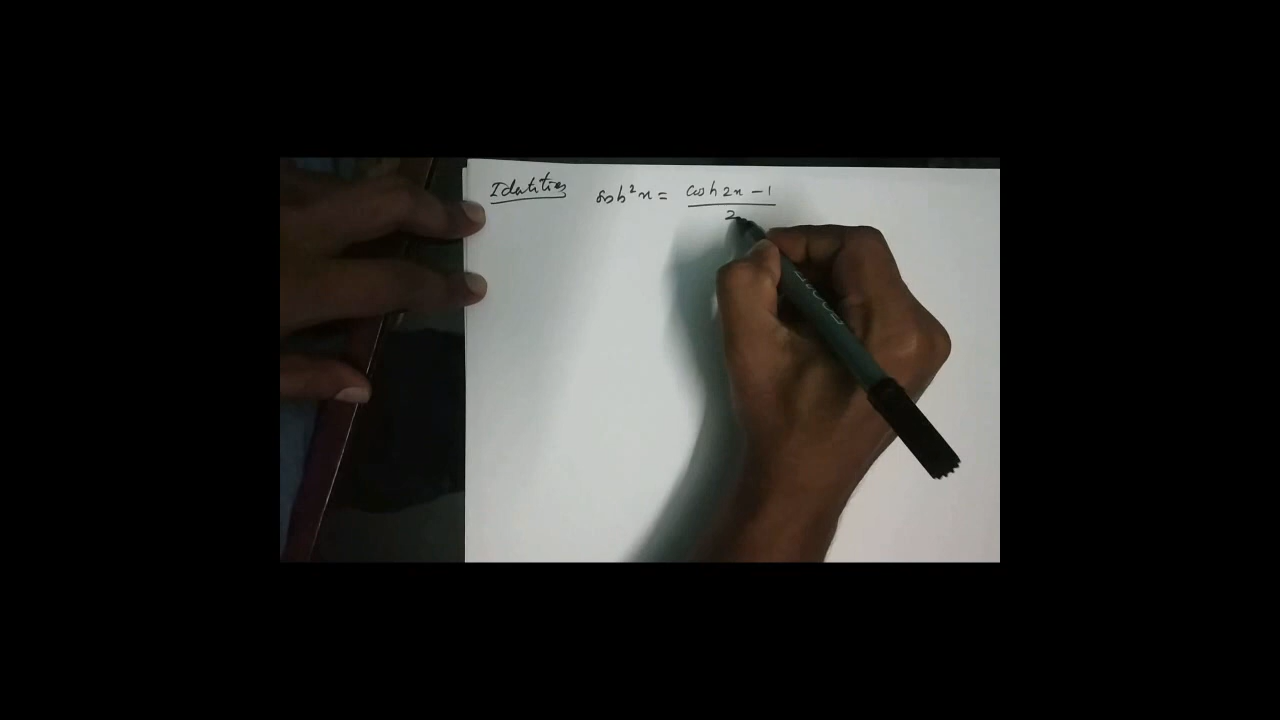 Identities sinh²x = cosh 2x - 1 / 2